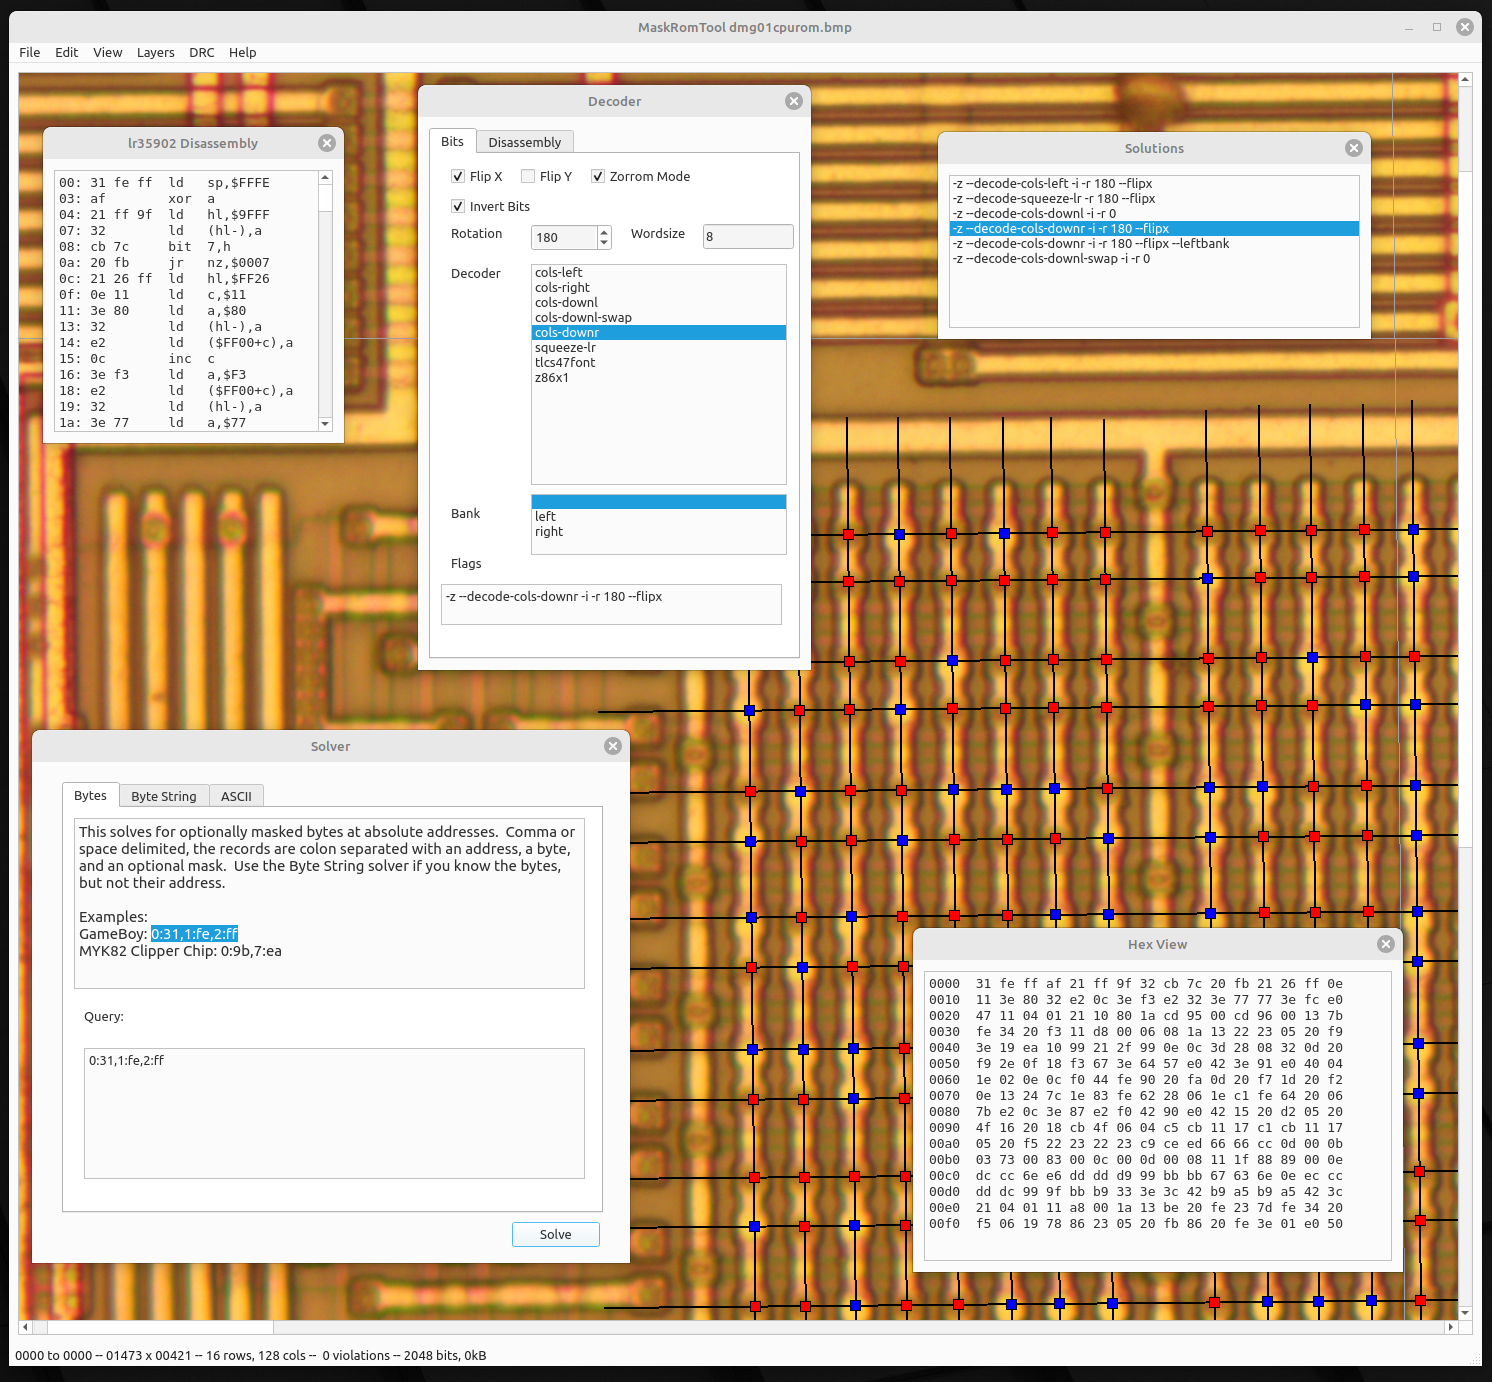 MaskRomTool dmg01cpurom.bmp
File Edit View Layers DRC Help
lr35902 Disassembly
00: 31 fe ff  ld   sp,$FFFE
03: af        xor  a
04: 21 ff 9f  ld   hl,$9FFF
07: 32        ld   (hl-),a
08: cb 7c     bit  7,h
0a: 20 fb     jr   nz,$0007
0c: 21 26 ff  ld   hl,$FF26
0f: 0e 11     ld   c,$11
11: 3e 80     ld   a,$80
13: 32        ld   (hl-),a
14: e2        ld   ($FF00+c),a
15: 0c        inc  c
16: 3e f3     ld   a,$F3
18: e2        ld   ($FF00+c),a
19: 32        ld   (hl-),a
1a: 3e 77     ld   a,$77
Decoder
Bits Disassembly
Flip X Flip Y Zorrom Mode
Invert Bits
Rotation 180 Wordsize 8
Decoder
cols-left
cols-right
cols-downl
cols-downl-swap
cols-downr
squeeze-lr
tlcs47font
z86x1
Bank
left
right
Flags
-z --decode-cols-downr -i -r 180 --flipx
Solutions
-z --decode-cols-left -i -r 180 --flipx
-z --decode-squeeze-lr -r 180 --flipx
-z --decode-cols-downl -i -r 0
-z --decode-cols-downr -i -r 180 --flipx
-z --decode-cols-downr -i -r 180 --flipx --leftbank
-z --decode-cols-downl-swap -i -r 0
Solver
Bytes Byte String ASCII
This solves for optionally masked bytes at absolute addresses.  Comma or
space delimited, the records are colon separated with an address, a byte,
and an optional mask.  Use the Byte String solver if you know the bytes,
but not their address.
Examples:
GameBoy: 0:31,1:fe,2:ff
MYK82 Clipper Chip: 0:9b,7:ea
Query:
0:31,1:fe,2:ff
Solve
Hex View
0000  31 fe ff af 21 ff 9f 32 cb 7c 20 fb 21 26 ff 0e
0010  11 3e 80 32 e2 0c 3e f3 e2 32 3e 77 77 3e fc e0
0020  47 11 04 01 21 10 80 1a cd 95 00 cd 96 00 13 7b
0030  fe 34 20 f3 11 d8 00 06 08 1a 13 22 23 05 20 f9
0040  3e 19 ea 10 99 21 2f 99 0e 0c 3d 28 08 32 0d 20
0050  f9 2e 0f 18 f3 67 3e 64 57 e0 42 3e 91 e0 40 04
0060  1e 02 0e 0c f0 44 fe 90 20 fa 0d 20 f7 1d 20 f2
0070  0e 13 24 7c 1e 83 fe 62 28 06 1e c1 fe 64 20 06
0080  7b e2 0c 3e 87 e2 f0 42 90 e0 42 15 20 d2 05 20
0090  4f 16 20 18 cb 4f 06 04 c5 cb 11 17 c1 cb 11 17
00a0  05 20 f5 22 23 22 23 c9 ce ed 66 66 cc 0d 00 0b
00b0  03 73 00 83 00 0c 00 0d 00 08 11 1f 88 89 00 0e
00c0  dc cc 6e e6 dd dd d9 99 bb bb 67 63 6e 0e ec cc
00d0  dd dc 99 9f bb b9 33 3e 3c 42 b9 a5 b9 a5 42 3c
00e0  21 04 01 11 a8 00 1a 13 be 20 fe 23 7d fe 34 20
00f0  f5 06 19 78 86 23 05 20 fb 86 20 fe 3e 01 e0 50
0000 to 0000 -- 01473 x 00421 -- 16 rows, 128 cols --  0 violations -- 2048 bits, 0kB